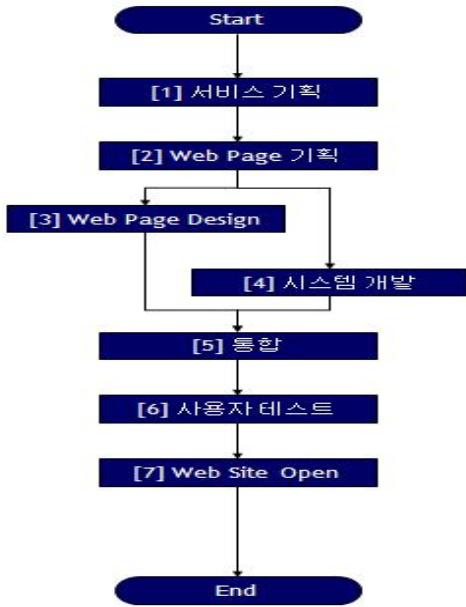 Start
[1] 서비스 기획
[2] Web Page 기획
[3] Web Page Design
[4] 시스템 개발
[5] 통합
[6] 사용자 테스트
[7] Web Site Open
End